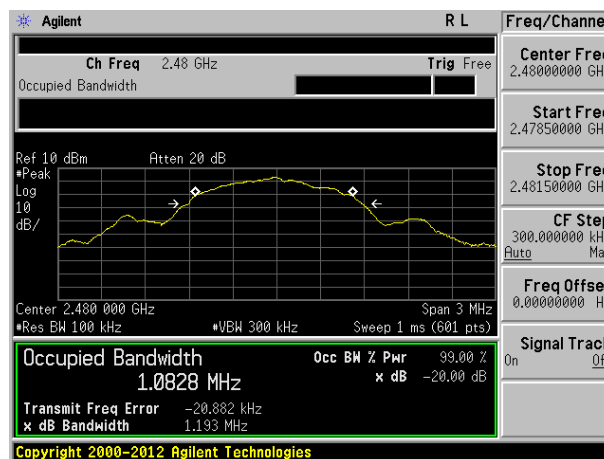 Agilent R L
Ch Freq 2.48 GHz Trig Free
Occupied Bandwidth
Ref 10 dBm Atten 20 dB
#Peak
Log
10
dB/
Center 2.480 000 GHz Span 3 MHz
#Res BW 100 kHz #VBW 300 kHz Sweep 1 ms (601 pts)
Occupied Bandwidth Occ BW % Pwr 99.00 %
1.0828 MHz x dB -20.00 dB
Transmit Freq Error -20.882 kHz
x dB Bandwidth 1.193 MHz
Copyright 2000-2012 Agilent Technologies
Freq/Channe
Center Fre
2.48000000 GH
Start Fre
2.47850000 GH
Stop Fre
2.48150000 GH
CF Ste
300.000000 kH
Auto Ma
Freq Offse
0.00000000 H
Signal Trac
On Of